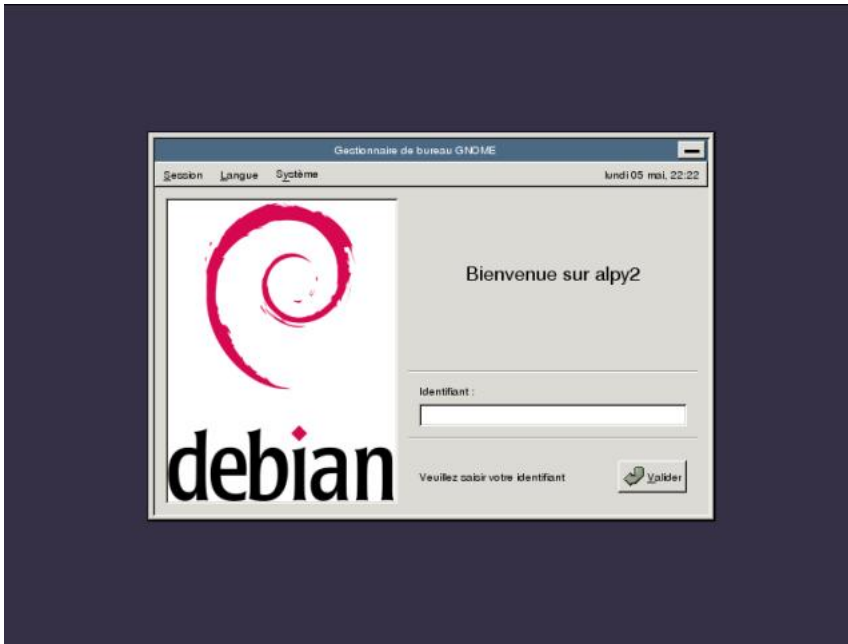 Gestionnaire de bureau GNOME
Session Langue Système lundi 05 mai, 22:22
Bienvenue sur alpy2
Identifiant :
debian
Veuillez saisir votre identifiant Valider